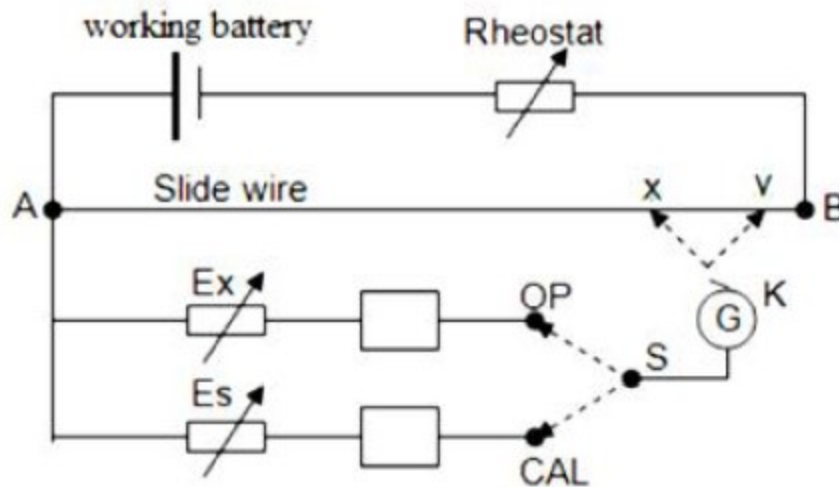 working battery
Rheostat
Slide wire
x
v
A
B
Ex
OP
K
G
S
Es
CAL